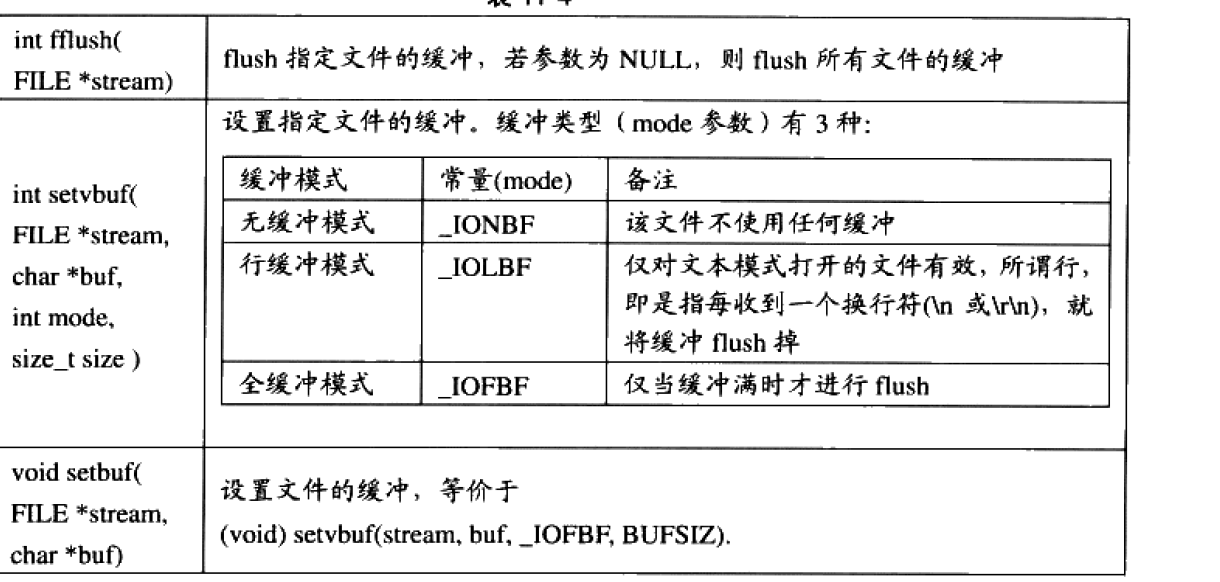 int fflush(
FILE *stream)
flush 指定文件的缓冲，若参数为 NULL，则 flush 所有文件的缓冲
int setvbuf(
FILE *stream,
char *buf,
int mode,
size_t size )
设置指定文件的缓冲。缓冲类型（mode 参数）有 3 种：
缓冲模式 常量(mode) 备注
无缓冲模式 _IONBF 该文件不使用任何缓冲
行缓冲模式 _IOLBF 仅对文本模式打开的文件有效，所谓行，
即是指每收到一个换行符(\n 或\r\n)，就
将缓冲 flush 掉
全缓冲模式 _IOFBF 仅当缓冲满时才进行 flush
void setbuf(
FILE *stream,
char *buf)
设置文件的缓冲，等价于
(void) setvbuf(stream, buf, _IOFBF, BUFSIZ).